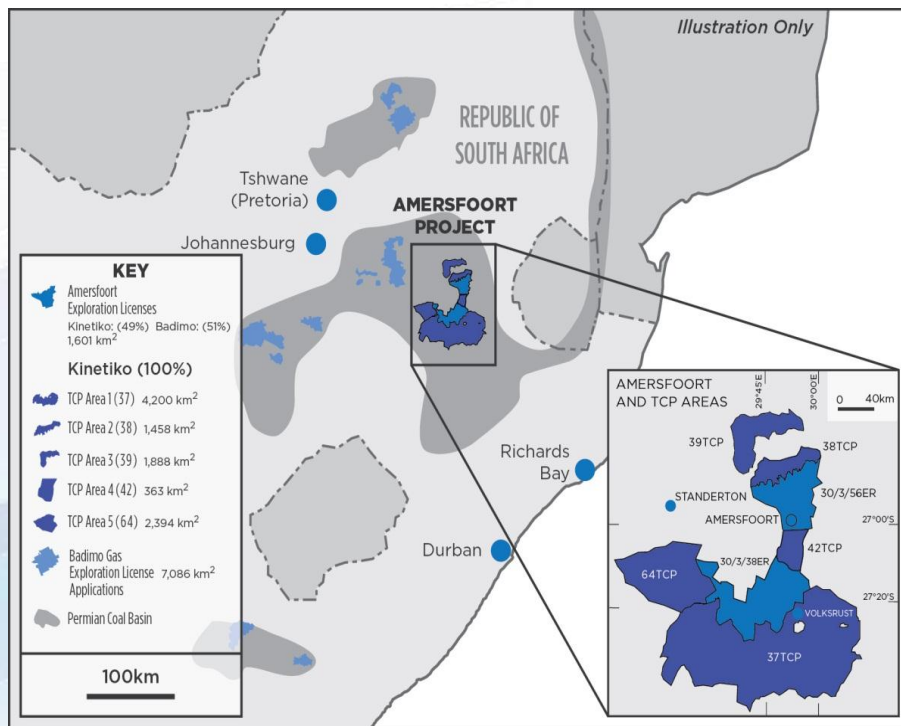 Illustration Only
REPUBLIC OF
SOUTH AFRICA
Tshwane
(Pretoria)
Johannesburg
AMERSFOORT
PROJECT
Richards
Bay
Durban
KEY
Amersfoort
Exploration Licenses
Kinetiko: (49%) Badimo: (51%)
1,601 km²
Kinetiko (100%)
TCP Area 1 (37) 4,200 km²
TCP Area 2 (38) 1,458 km²
TCP Area 3 (39) 1,888 km²
TCP Area 4 (42) 363 km²
TCP Area 5 (64) 2,394 km²
Badimo Gas
Exploration License 7,086 km²
Applications
Permian Coal Basin
100km
AMERSFOORT
AND TCP AREAS
29°45'E
30°00'E
0 40km
39TCP
38TCP
30/3/56ER
STANDERTON
AMERSFOORT
27°00'S
42TCP
30/3/38ER
64TCP
27°20'S
VOLKSRUST
37TCP